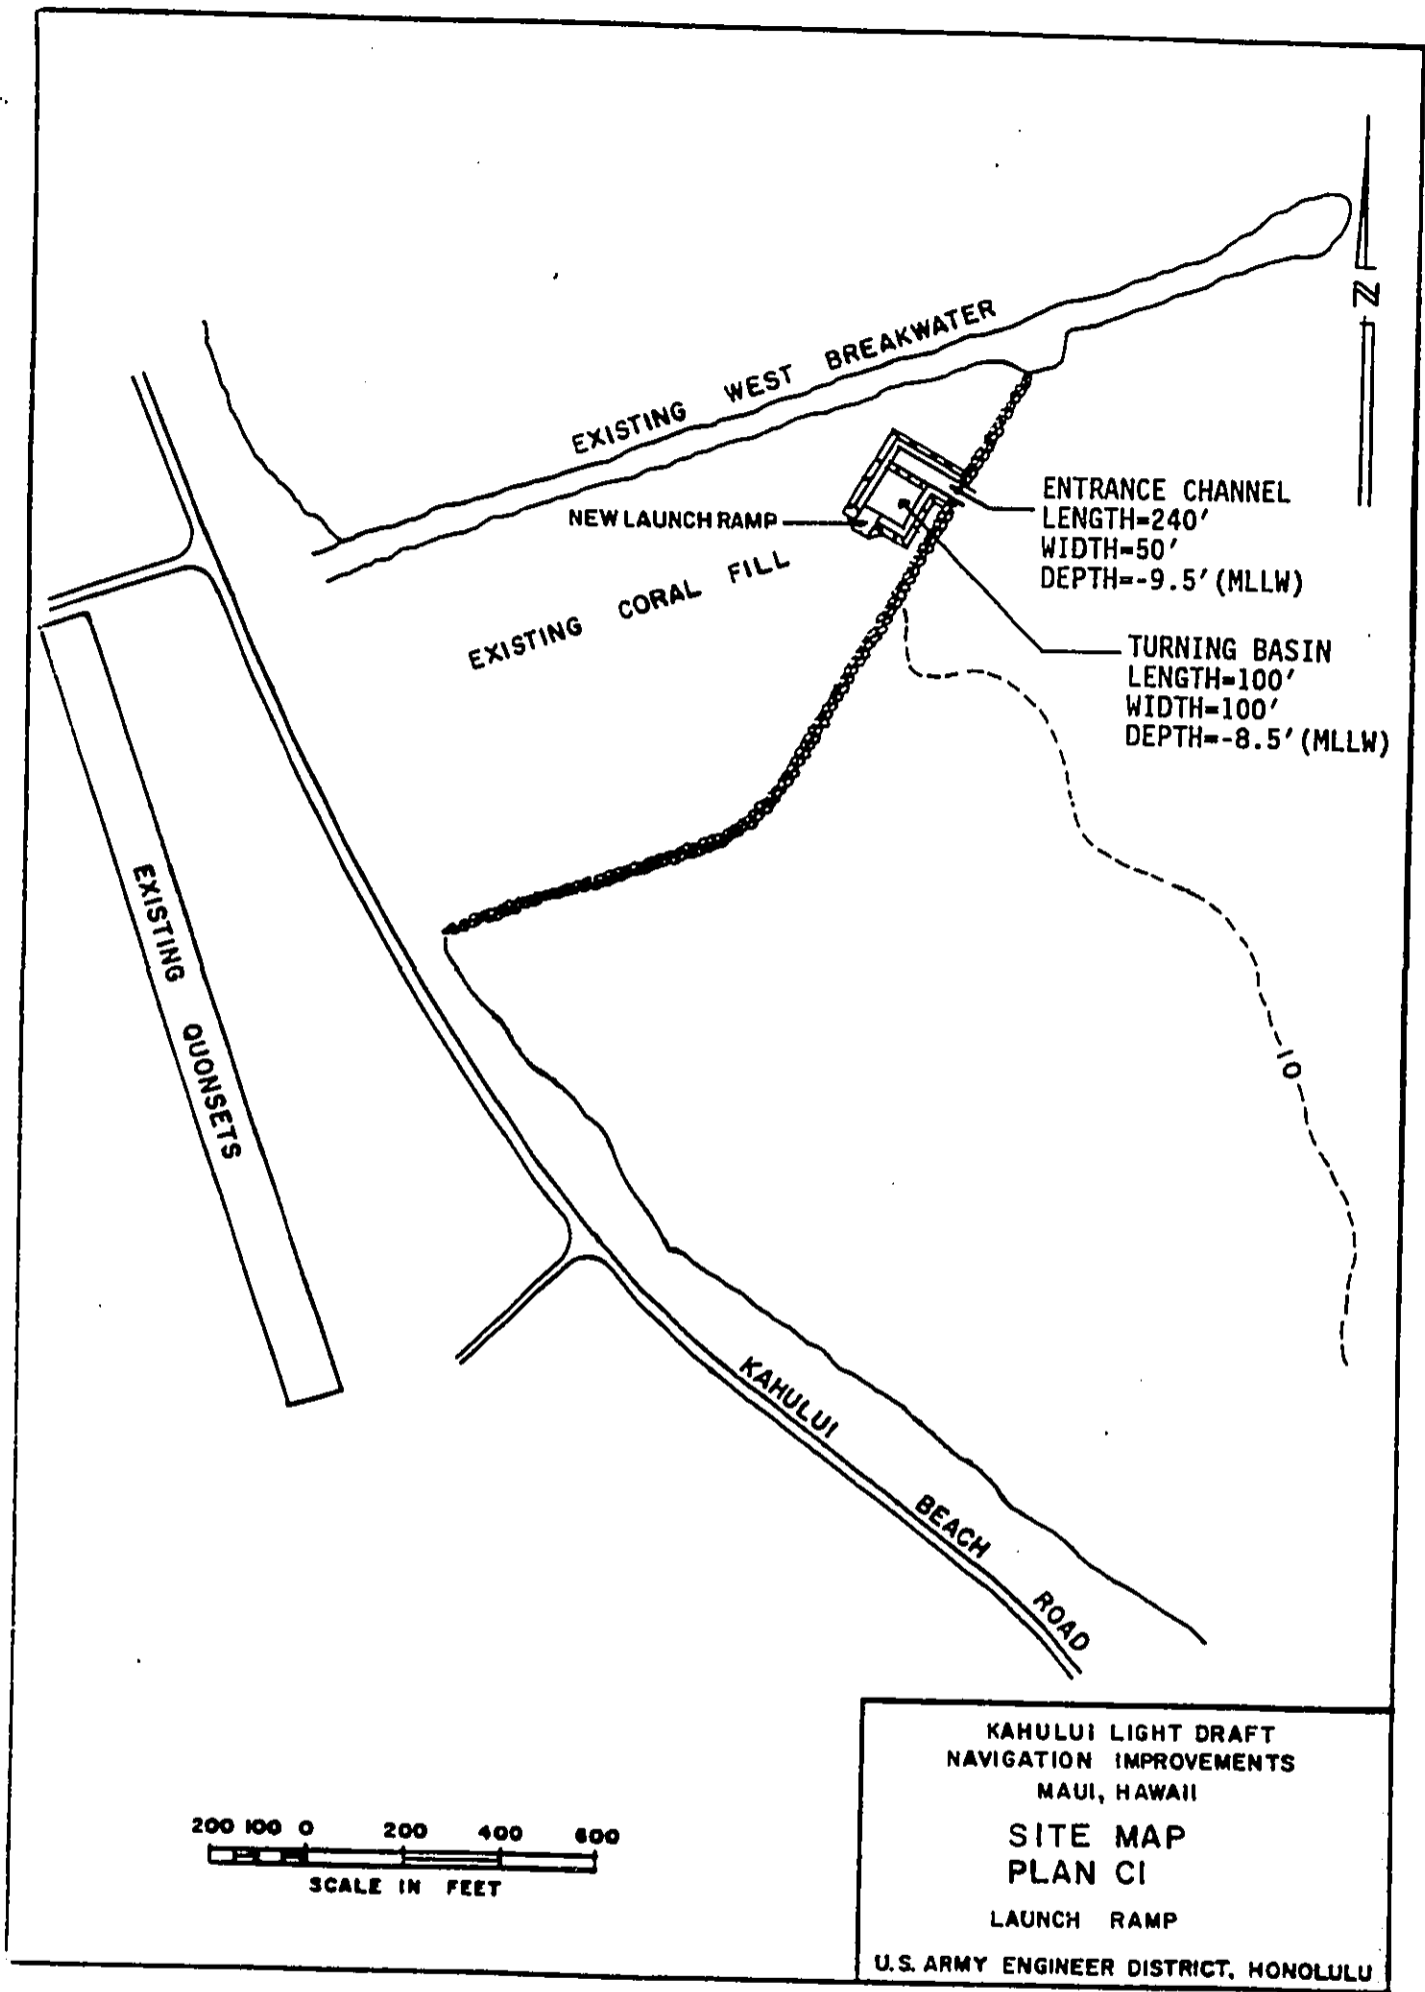 N
EXISTING WEST BREAKWATER
NEW LAUNCH RAMP
ENTRANCE CHANNEL
LENGTH=240'
WIDTH=50'
DEPTH=-9.5' (MLLW)
EXISTING CORAL FILL
TURNING BASIN
LENGTH=100'
WIDTH=100'
DEPTH=-8.5' (MLLW)
EXISTING QUONSETS
10
KAHULUI BEACH ROAD
KAHULUI LIGHT DRAFT
NAVIGATION IMPROVEMENTS
MAUI, HAWAII
SITE MAP
PLAN C1
LAUNCH RAMP
U.S. ARMY ENGINEER DISTRICT, HONOLULU
200 100 0 200 400 600
SCALE IN FEET